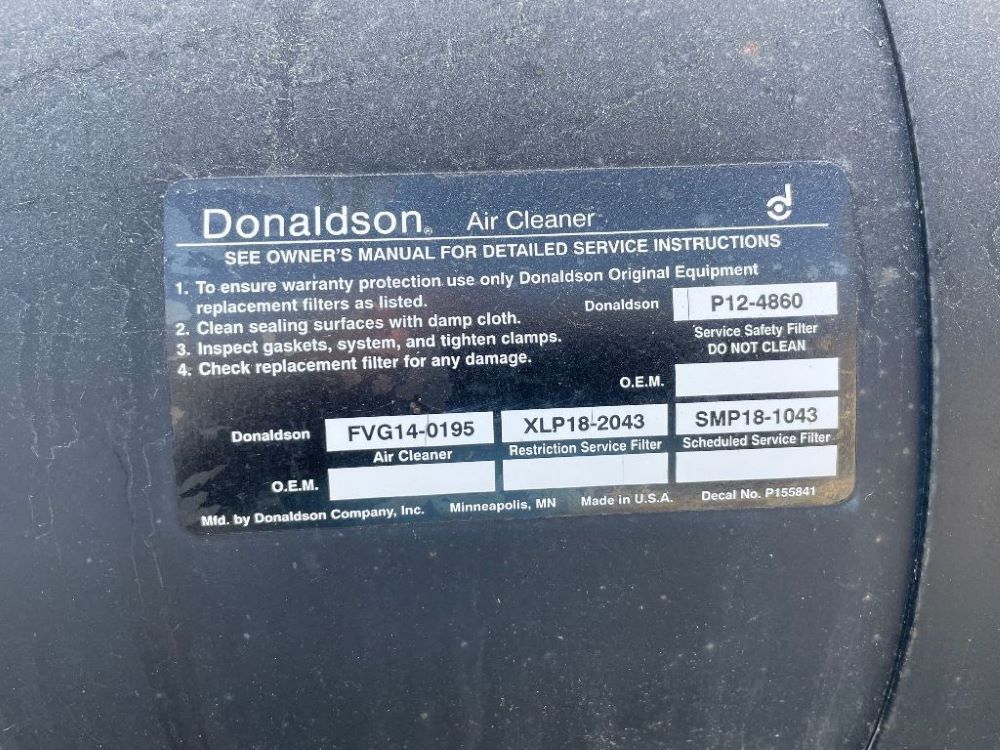 Donaldson® Air Cleaner
SEE OWNER'S MANUAL FOR DETAILED SERVICE INSTRUCTIONS
1. To ensure warranty protection use only Donaldson Original Equipment
replacement filters as listed.
2. Clean sealing surfaces with damp cloth.
3. Inspect gaskets, system, and tighten clamps.
4. Check replacement filter for any damage.
Donaldson P12-4860
Service Safety Filter
DO NOT CLEAN
O.E.M.
Donaldson FVG14-0195 XLP18-2043 SMP18-1043
Air Cleaner Restriction Service Filter Scheduled Service Filter
O.E.M.
Mfd. by Donaldson Company, Inc. Minneapolis, MN Made in U.S.A. Decal No. P155841